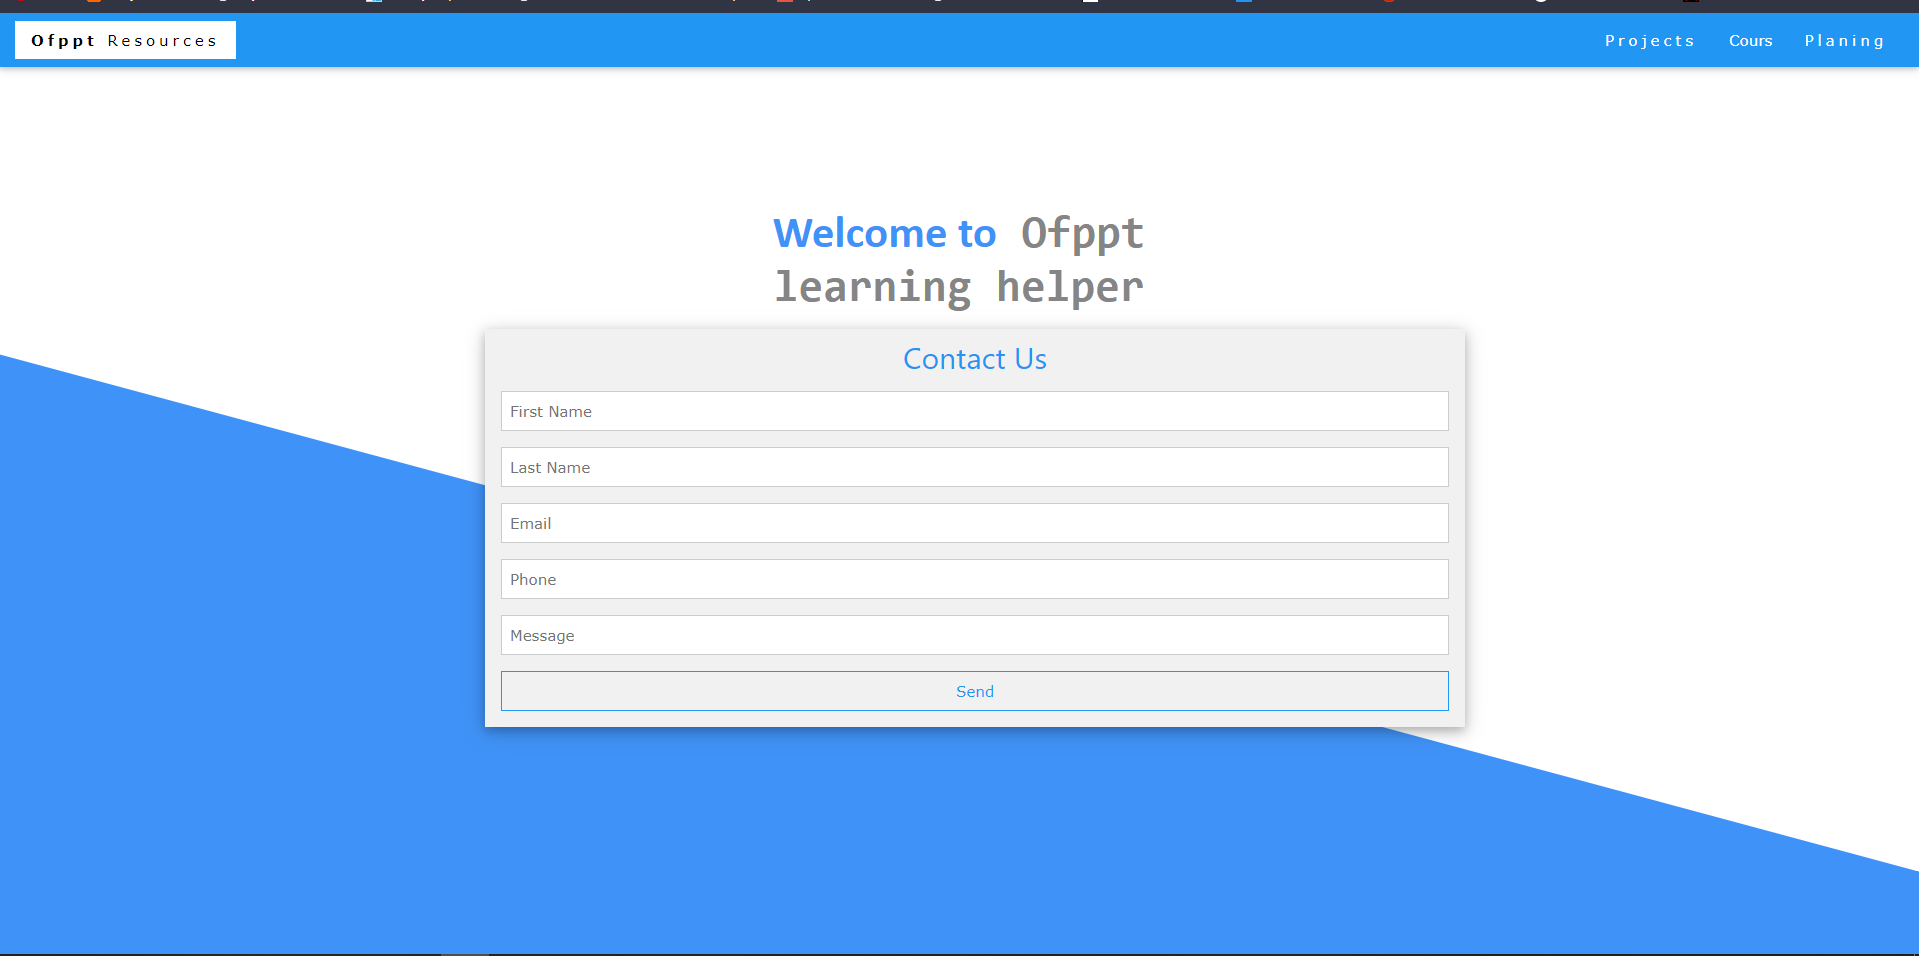 Ofppt Resources
Projects Cours Planing
Welcome to Ofppt
learning helper
Contact Us
First Name
Last Name
Email
Phone
Message
Send